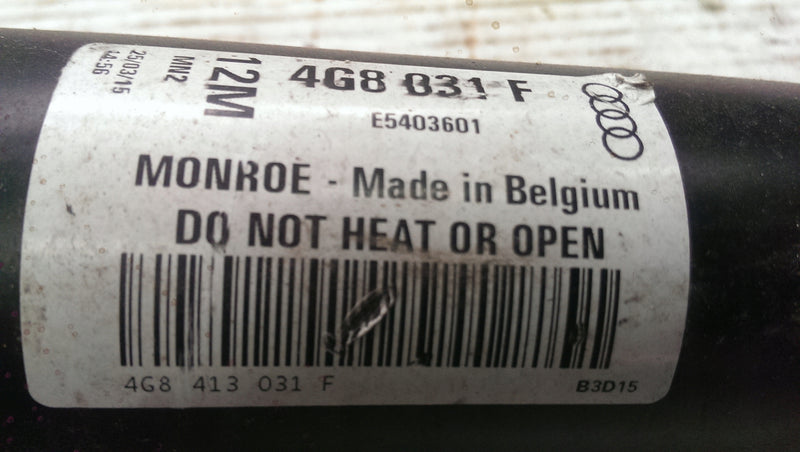 25/03/15
14:56
MN2
12M
4G8 031 F
E5403601
MONROE - Made in Belgium
DO NOT HEAT OR OPEN
4G8 413 031 F
B3D15